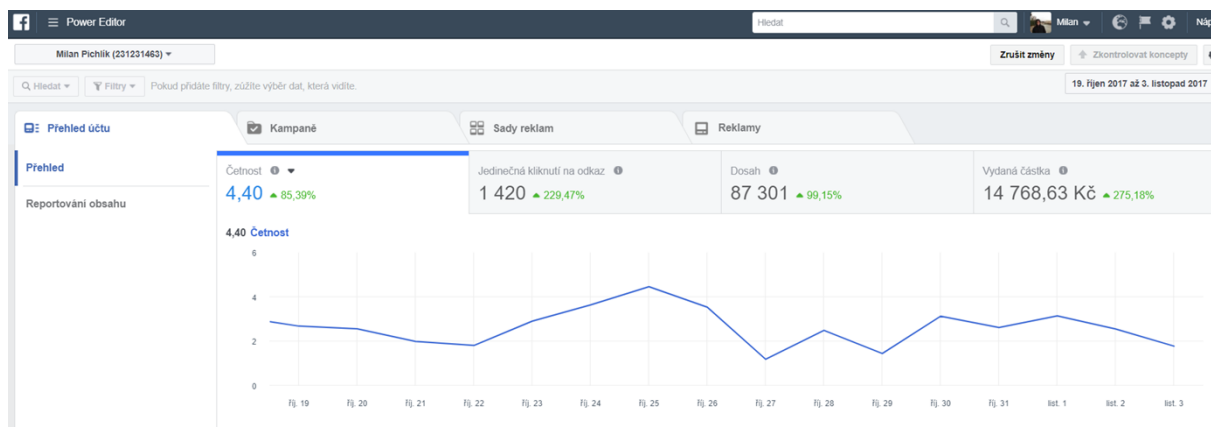 Power Editor
Hledat
Milan
Milan Pichlík (231231463)
Zrušit změny
Zkontrolovat koncepty
Hledat
Filtry
Pokud přidáte filtry, zúžíte výběr dat, která vidíte.
19. říjen 2017 až 3. listopad 2017
Přehled účtu
Kampaně
Sady reklam
Reklamy
Přehled
Reportování obsahu
Četnost
Jedinečná kliknutí na odkaz
Dosah
Vydaná částka
4,40 85,39%
1 420 229,47%
87 301 99,15%
14 768,63 Kč 275,18%
4,40 Četnost
6
4
2
0
říj. 19
říj. 20
říj. 21
říj. 22
říj. 23
říj. 24
říj. 25
říj. 26
říj. 27
říj. 28
říj. 29
říj. 30
říj. 31
list. 1
list. 2
list. 3